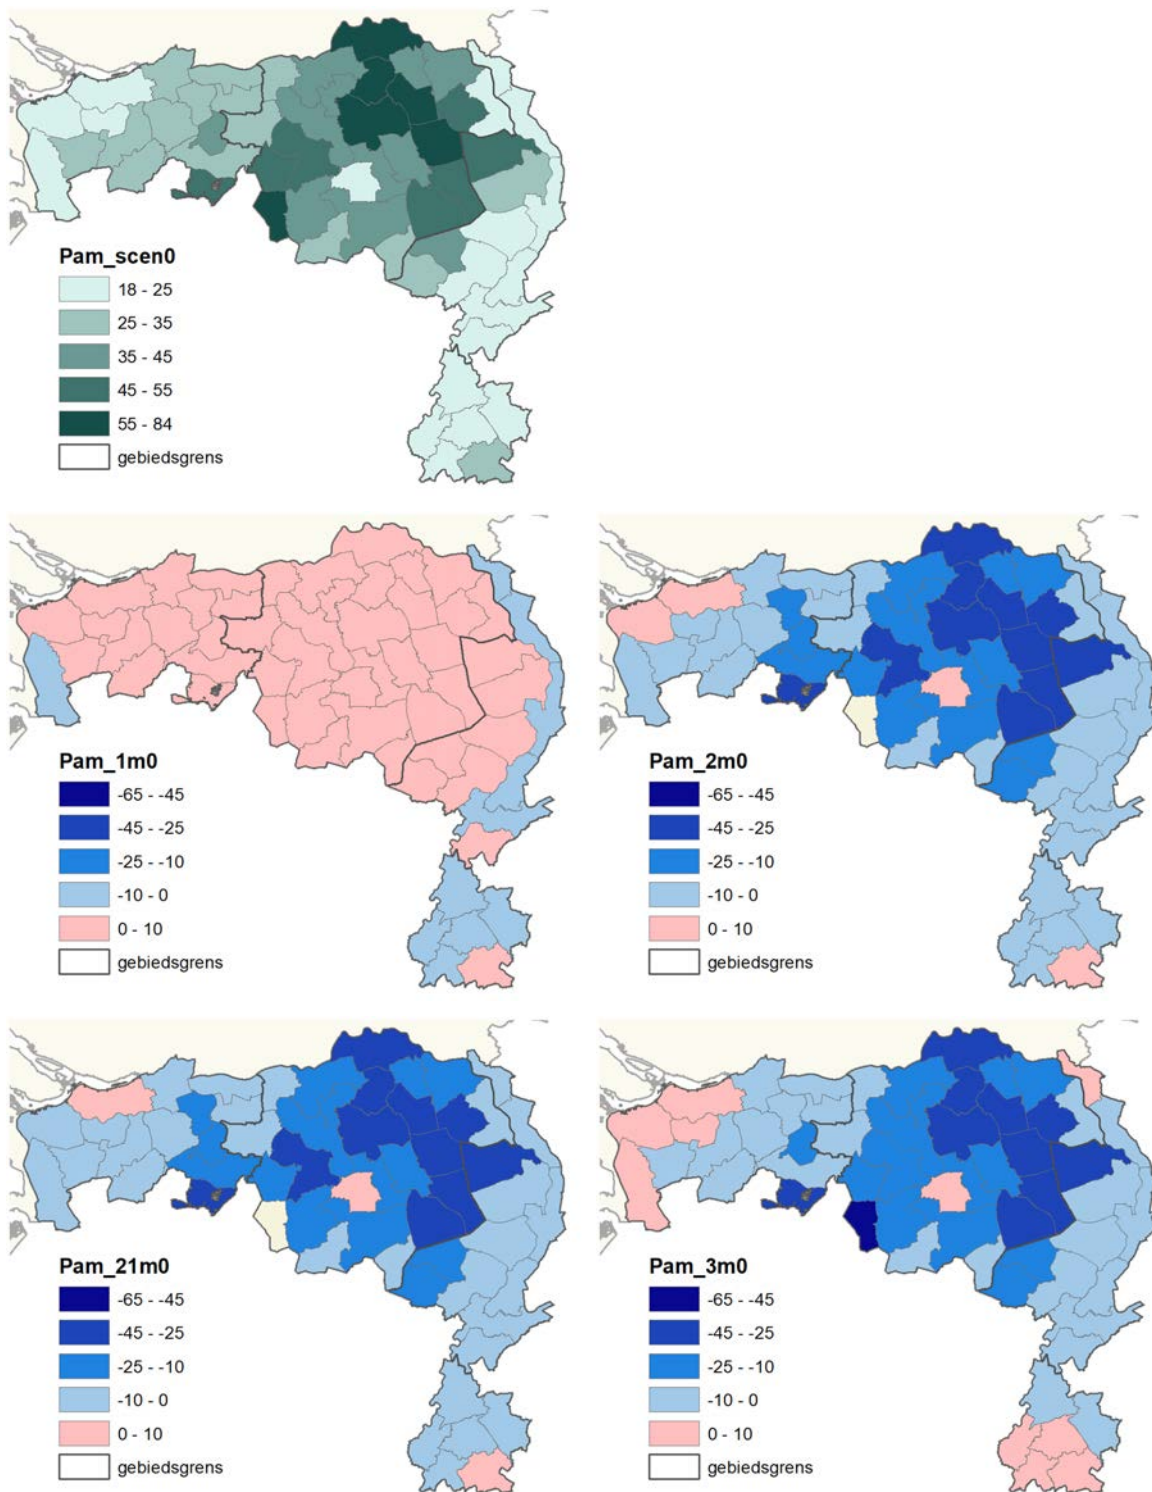 Pam_scen0
18 - 25
25 - 35
35 - 45
45 - 55
55 - 84
gebiedsgrens
Pam_1m0
-65 - -45
-45 - -25
-25 - -10
-10 - 0
0 - 10
gebiedsgrens
Pam_2m0
-65 - -45
-45 - -25
-25 - -10
-10 - 0
0 - 10
gebiedsgrens
Pam_21m0
-65 - -45
-45 - -25
-25 - -10
-10 - 0
0 - 10
gebiedsgrens
Pam_3m0
-65 - -45
-45 - -25
-25 - -10
-10 - 0
0 - 10
gebiedsgrens